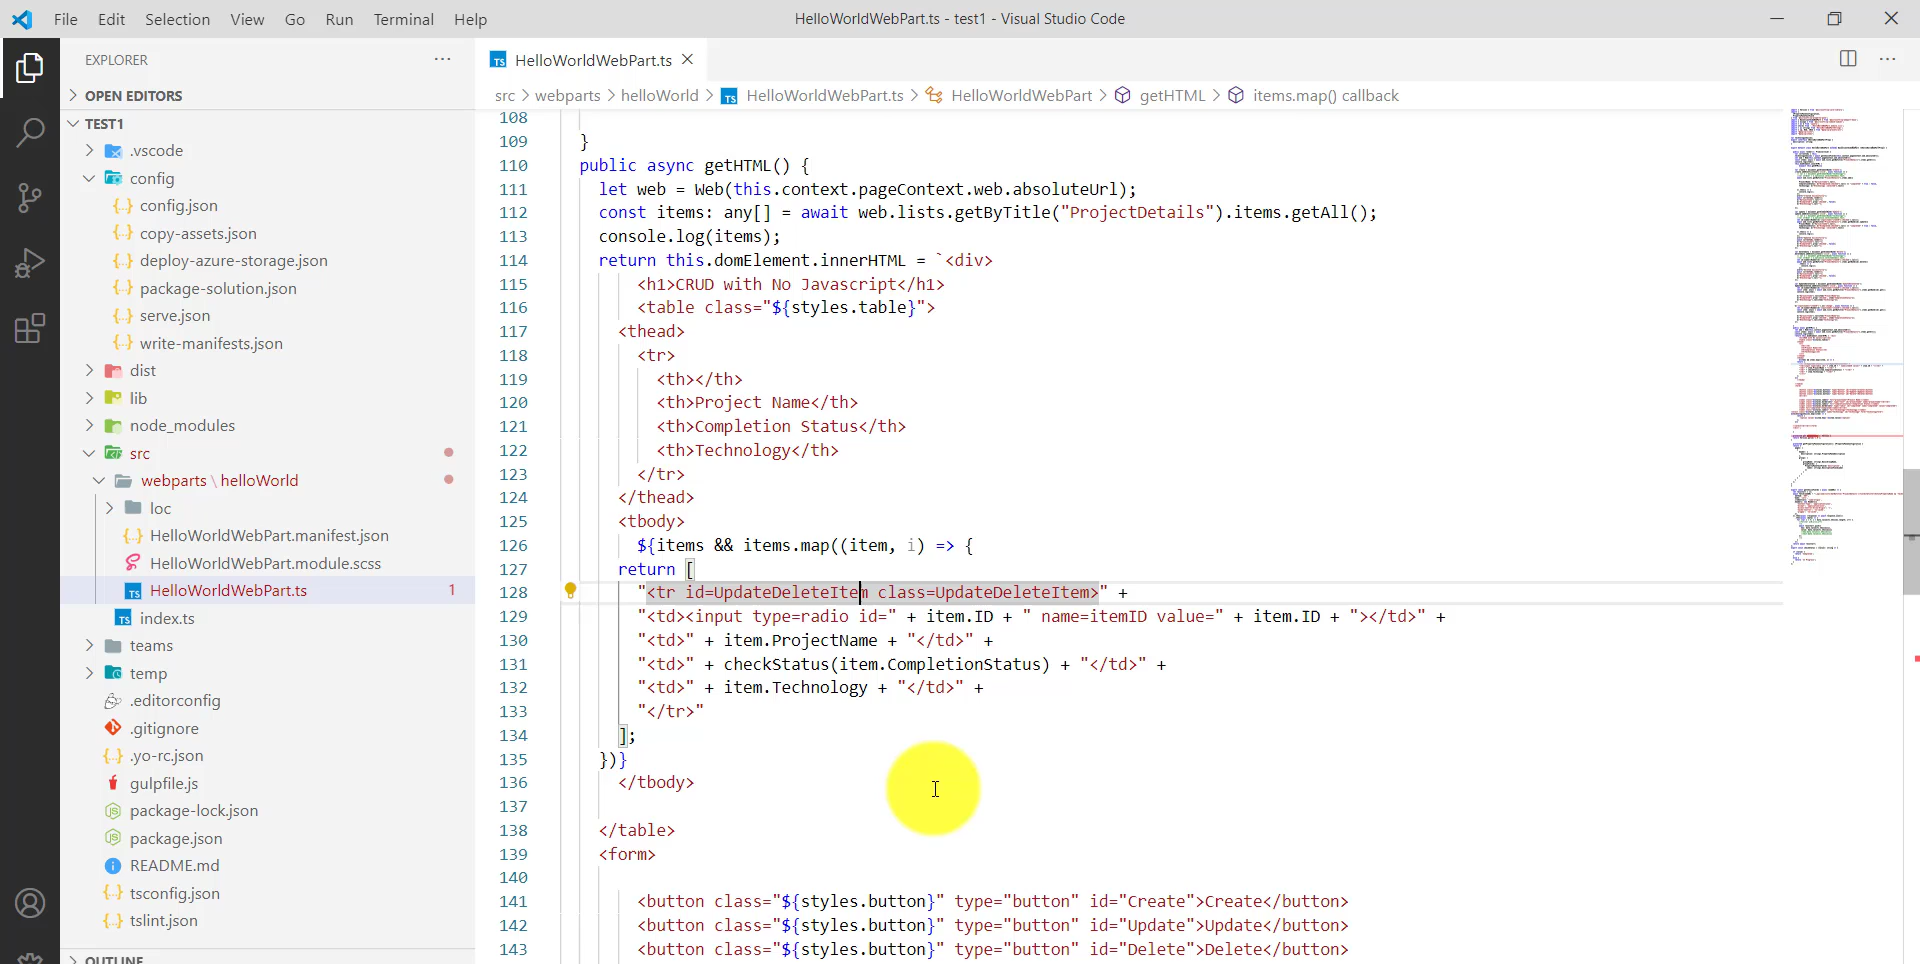 File Edit Selection View Go Run Terminal Help
HelloWorldWebPart.ts - test1 - Visual Studio Code
EXPLORER
OPEN EDITORS
TEST1
.vscode
config
config.json
copy-assets.json
deploy-azure-storage.json
package-solution.json
serve.json
write-manifests.json
dist
lib
node_modules
src
webparts \ helloWorld
loc
HelloWorldWebPart.manifest.json
HelloWorldWebPart.module.scss
HelloWorldWebPart.ts 1
index.ts
teams
temp
.editorconfig
.gitignore
.yo-rc.json
gulpfile.js
package-lock.json
package.json
README.md
tsconfig.json
tslint.json
OUTLINE
HelloWorldWebPart.ts
src > webparts > helloWorld > HelloWorldWebPart.ts > HelloWorldWebPart > getHTML > items.map() callback
108
109 }
110 public async getHTML() {
111 let web = Web(this.context.pageContext.web.absoluteUrl);
112 const items: any[] = await web.lists.getByTitle("ProjectDetails").items.getAll();
113 console.log(items);
114 return this.domElement.innerHTML = `<div>
115 <h1>CRUD with No Javascript</h1>
116 <table class="${styles.table}">
117 <thead>
118 <tr>
119 <th></th>
120 <th>Project Name</th>
121 <th>Completion Status</th>
122 <th>Technology</th>
123 </tr>
124 </thead>
125 <tbody>
126 ${items && items.map((item, i) => {
127 return [
128 "<tr id=UpdateDeleteItem class=UpdateDeleteItem>" +
129 "<td><input type=radio id=" + item.ID + " name=itemID value=" + item.ID + "></td>" +
130 "<td>" + item.ProjectName + "</td>" +
131 "<td>" + checkStatus(item.CompletionStatus) + "</td>" +
132 "<td>" + item.Technology + "</td>" +
133 "</tr>"
134 ];
135 })}
136 </tbody>
137
138 </table>
139 <form>
140
141 <button class="${styles.button}" type="button" id="Create">Create</button>
142 <button class="${styles.button}" type="button" id="Update">Update</button>
143 <button class="${styles.button}" type="button" id="Delete">Delete</button>